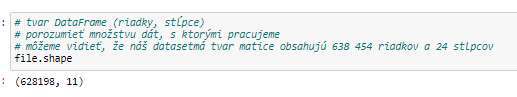 : # tvar DataFrame (riadky, stĺpce)
# porozumieť množstvu dát, s ktorými pracujeme
# môžeme vidieť, že náš datasetmá tvar matice obsahujú 638 454 riadkov a 24 stlpcov
file.shape
: (628198, 11)